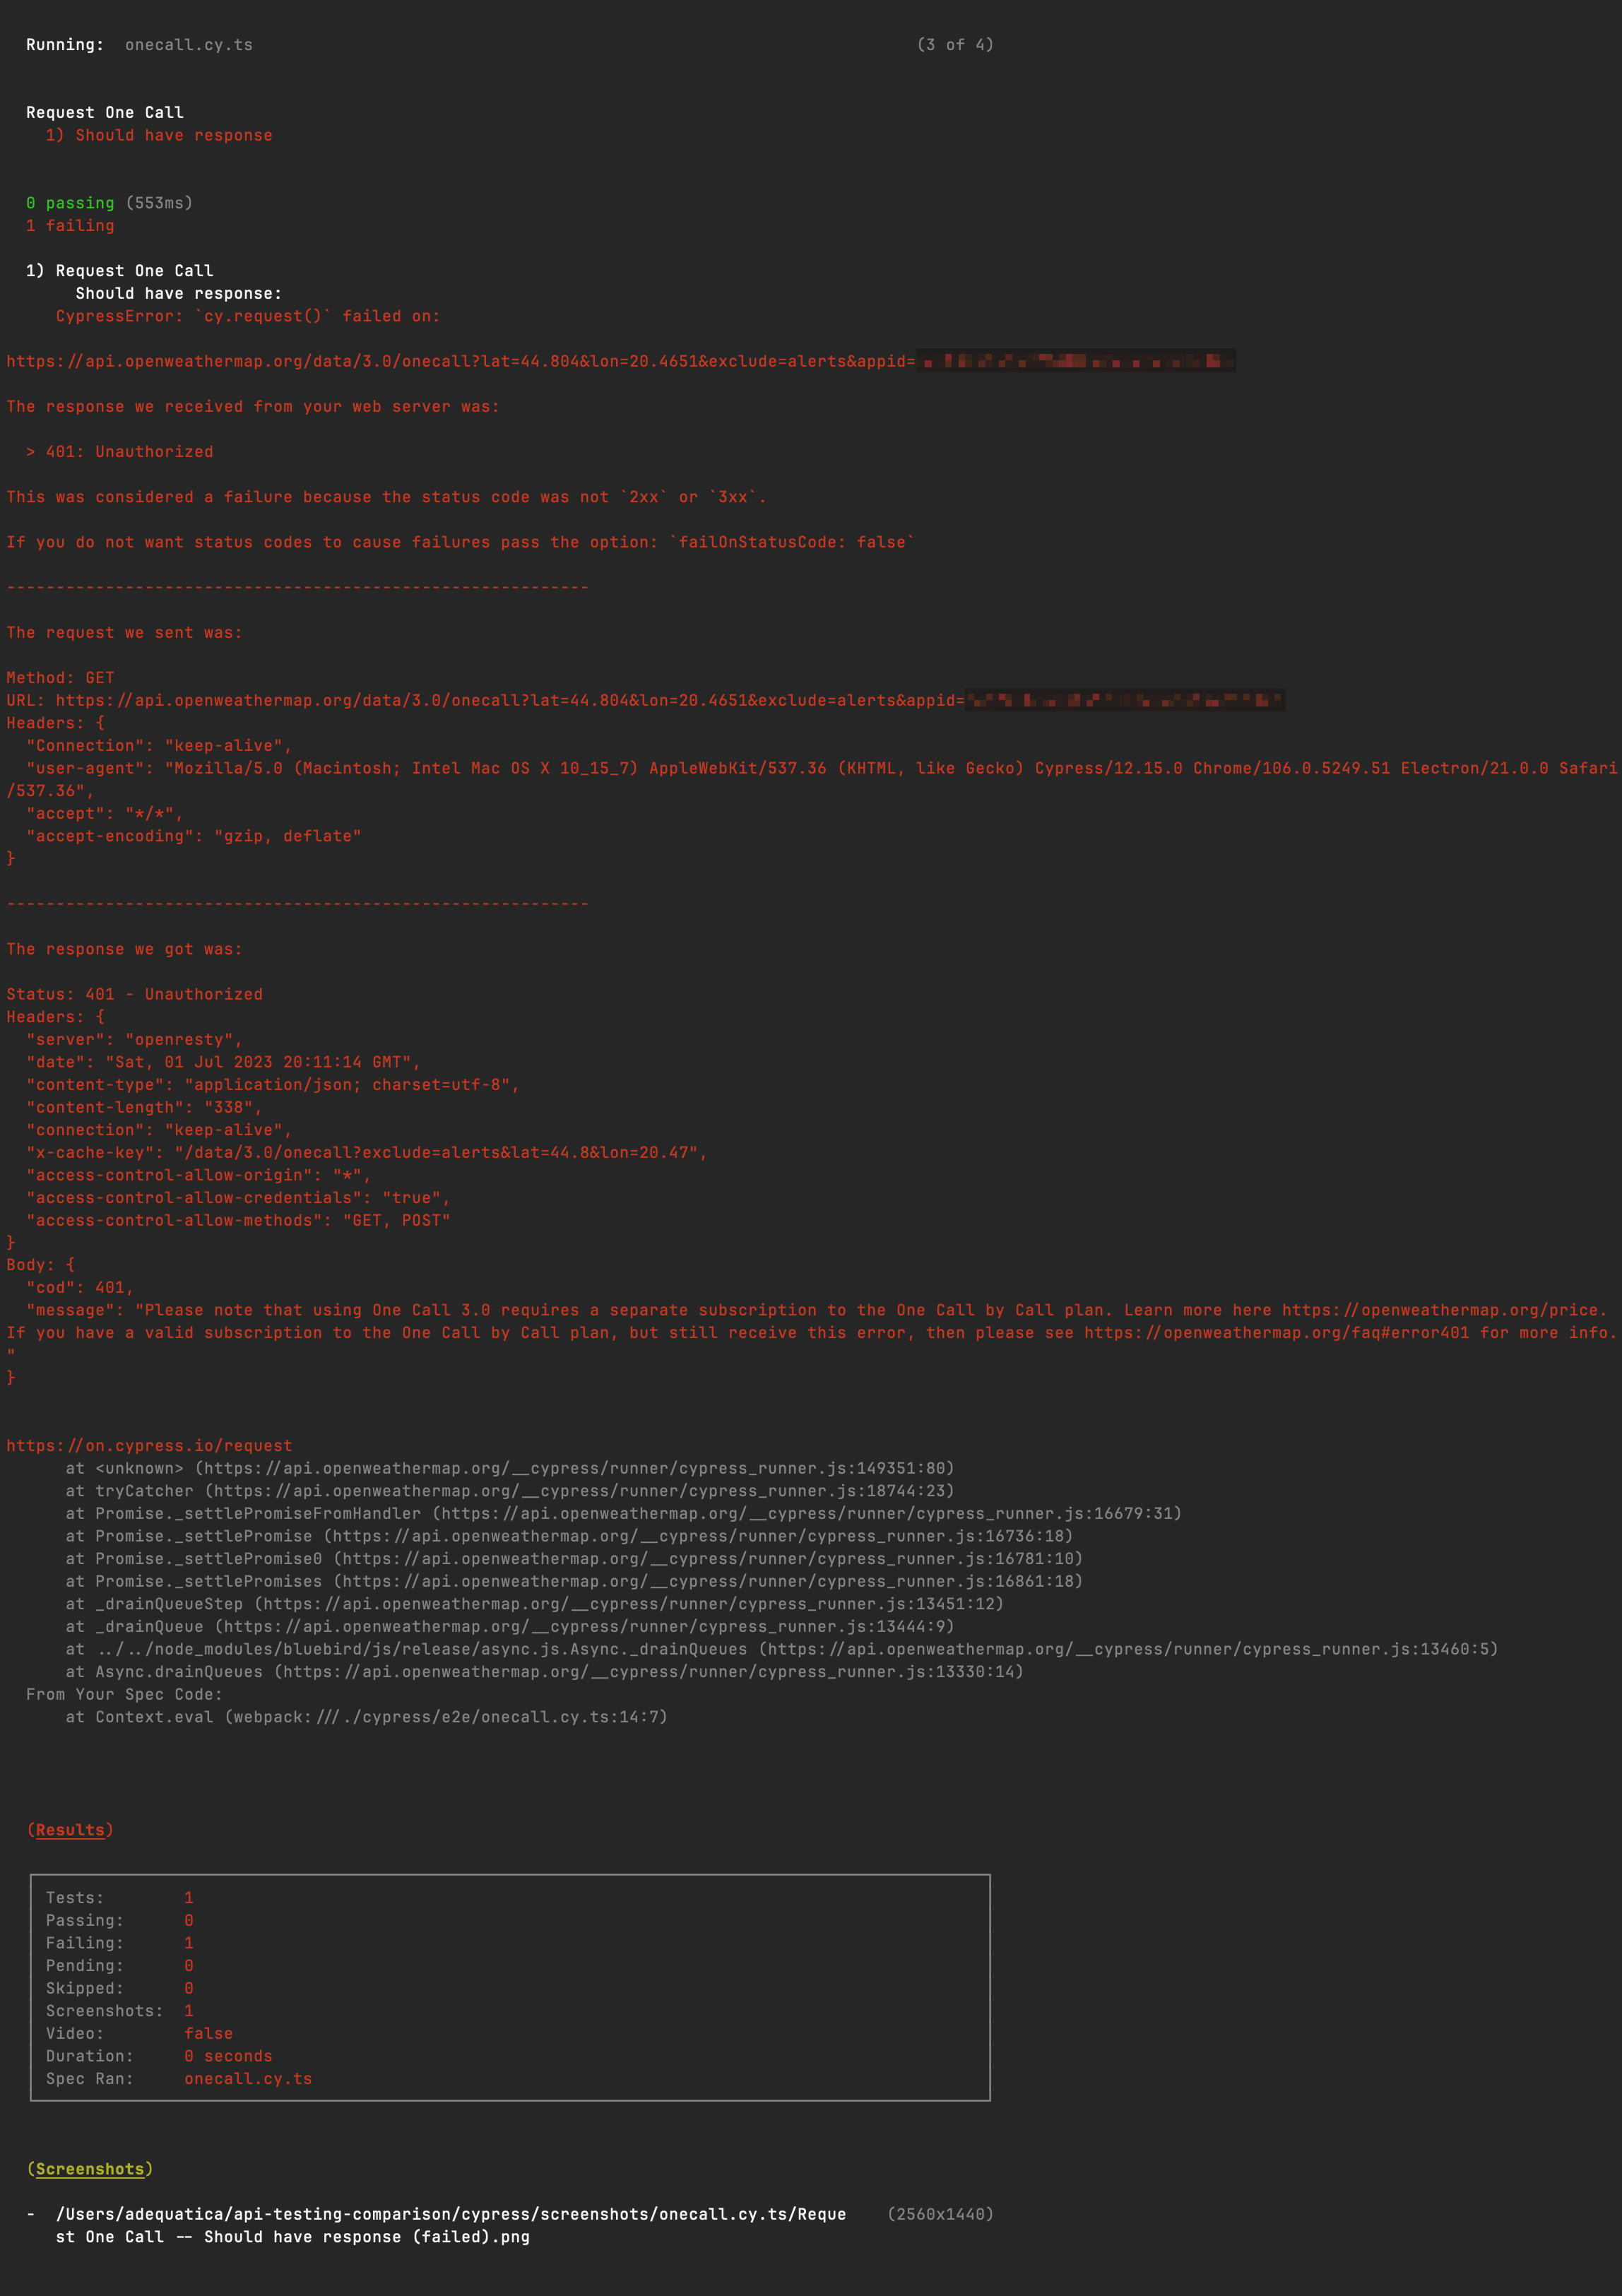 Running:  onecall.cy.ts (3 of 4)
Request One Call
1) Should have response
0 passing (553ms)
1 failing
1) Request One Call
Should have response:
CypressError: `cy.request()` failed on:
https://api.openweathermap.org/data/3.0/onecall?lat=44.804&lon=20.4651&exclude=alerts&appid=
The response we received from your web server was:
> 401: Unauthorized
This was considered a failure because the status code was not `2xx` or `3xx`.
If you do not want status codes to cause failures pass the option: `failOnStatusCode: false`
-----------------------------------------------------------
The request we sent was:
Method: GET
URL: https://api.openweathermap.org/data/3.0/onecall?lat=44.804&lon=20.4651&exclude=alerts&appid=
Headers: {
"Connection": "keep-alive",
"user-agent": "Mozilla/5.0 (Macintosh; Intel Mac OS X 10_15_7) AppleWebKit/537.36 (KHTML, like Gecko) Cypress/12.15.0 Chrome/106.0.5249.51 Electron/21.0.0 Safari
/537.36",
"accept": "*/*",
"accept-encoding": "gzip, deflate"
}
-----------------------------------------------------------
The response we got was:
Status: 401 - Unauthorized
Headers: {
"server": "openresty",
"date": "Sat, 01 Jul 2023 20:11:14 GMT",
"content-type": "application/json; charset=utf-8",
"content-length": "338",
"connection": "keep-alive",
"x-cache-key": "/data/3.0/onecall?exclude=alerts&lat=44.8&lon=20.47",
"access-control-allow-origin": "*",
"access-control-allow-credentials": "true",
"access-control-allow-methods": "GET, POST"
}
Body: {
"cod": 401,
"message": "Please note that using One Call 3.0 requires a separate subscription to the One Call by Call plan. Learn more here https://openweathermap.org/price.
If you have a valid subscription to the One Call by Call plan, but still receive this error, then please see https://openweathermap.org/faq#error401 for more info.
"
}
https://on.cypress.io/request
at <unknown> (https://api.openweathermap.org/__cypress/runner/cypress_runner.js:149351:80)
at tryCatcher (https://api.openweathermap.org/__cypress/runner/cypress_runner.js:18744:23)
at Promise._settlePromiseFromHandler (https://api.openweathermap.org/__cypress/runner/cypress_runner.js:16679:31)
at Promise._settlePromise (https://api.openweathermap.org/__cypress/runner/cypress_runner.js:16736:18)
at Promise._settlePromise0 (https://api.openweathermap.org/__cypress/runner/cypress_runner.js:16781:10)
at Promise._settlePromises (https://api.openweathermap.org/__cypress/runner/cypress_runner.js:16861:18)
at _drainQueueStep (https://api.openweathermap.org/__cypress/runner/cypress_runner.js:13451:12)
at _drainQueue (https://api.openweathermap.org/__cypress/runner/cypress_runner.js:13444:9)
at ../../node_modules/bluebird/js/release/async.js.Async._drainQueues (https://api.openweathermap.org/__cypress/runner/cypress_runner.js:13460:5)
at Async.drainQueues (https://api.openweathermap.org/__cypress/runner/cypress_runner.js:13330:14)
From Your Spec Code:
at Context.eval (webpack:///./cypress/e2e/onecall.cy.ts:14:7)
(Results)
Tests: 1
Passing: 0
Failing: 1
Pending: 0
Skipped: 0
Screenshots: 1
Video: false
Duration: 0 seconds
Spec Ran: onecall.cy.ts
(Screenshots)
- /Users/adequatica/api-testing-comparison/cypress/screenshots/onecall.cy.ts/Reque (2560x1440)
st One Call -- Should have response (failed).png